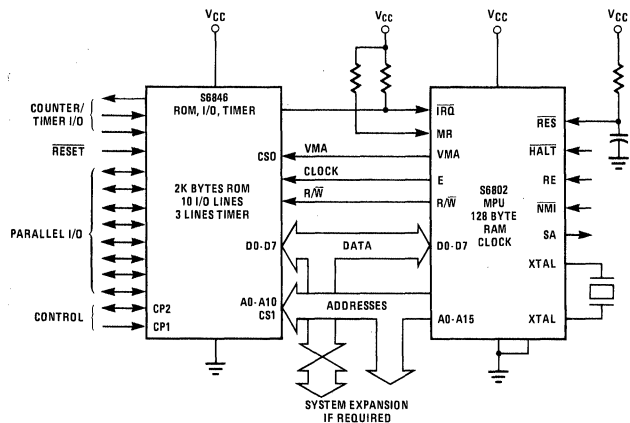 VCC
VCC
VCC
VCC
S6846
ROM, I/O, TIMER
COUNTER/
TIMER I/O
RESET
CSO
2K BYTES ROM
10 I/O LINES
3 LINES TIMER
PARALLEL I/O
D0-D7
A0-A10
CS1
CONTROL
CP2
CP1
VMA
CLOCK
R/W
DATA
ADDRESSES
SYSTEM EXPANSION
IF REQUIRED
IRQ
MR
VMA
E
R/W
D0-D7
A0-A15
S6802
MPU
128 BYTE
RAM
CLOCK
RES
HALT
RE
NMI
SA
XTAL
XTAL